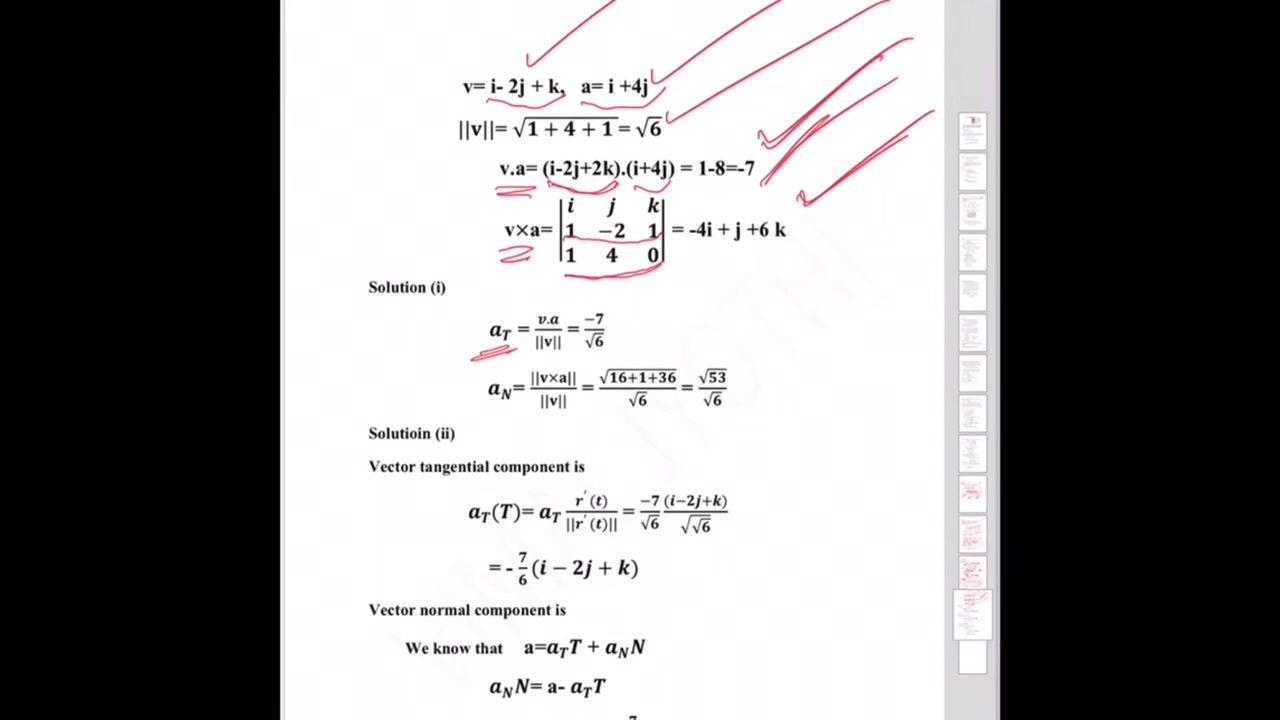 v= i- 2j + k, a= i +4j
||v||= √1 + 4 + 1 = √6
v.a= (i-2j+2k).(i+4j) = 1-8=-7
v×a= | i j k |
| 1 −2 1 | = -4i + j +6 k
| 1 4 0 |
Solution (i)
a_T = v.a/||v|| = −7/√6
a_N= ||v×a||/||v|| = √16+1+36/√6 = √53/√6
Solutioin (ii)
Vector tangential component is
a_T(T)= a_T r′(t)/||r′(t)|| = −7/√6 (i−2j+k)/√√6
= - 7/6 (i − 2j + k)
Vector normal component is
We know that a=a_T T + a_N N
a_N N= a- a_T T
7